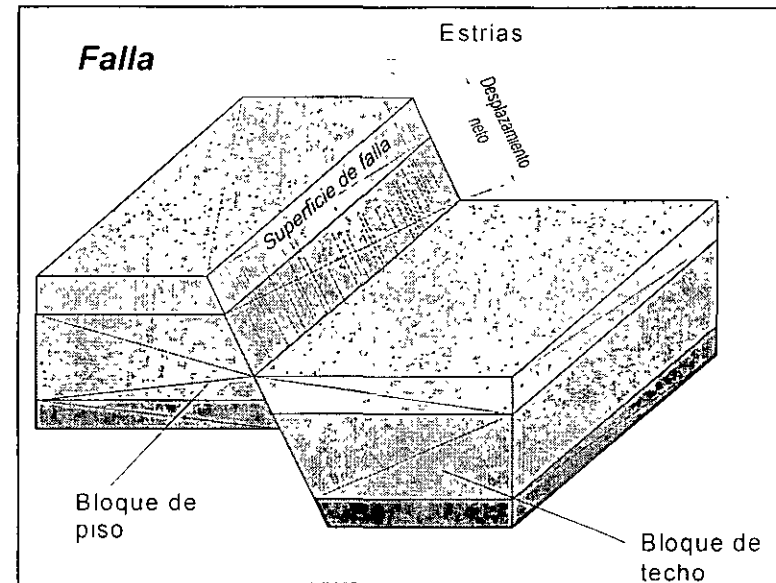 Estrias
Falla
Desplazamiento
neto
Superficie de falla
Bloque de
piso
Bloque de
techo